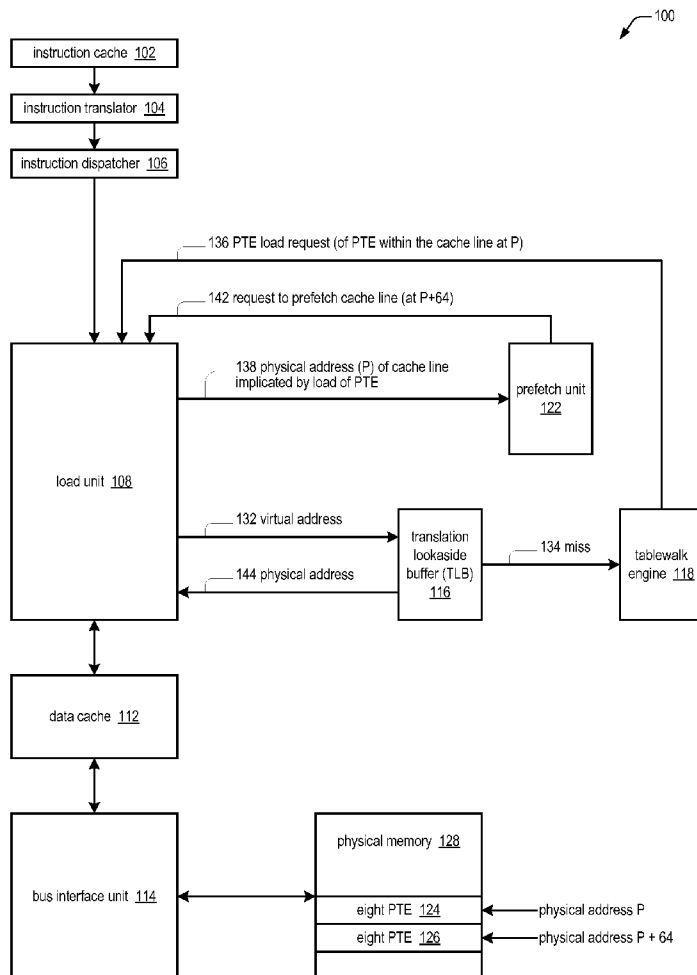 100
instruction cache 102
instruction translator 104
instruction dispatcher 106
136 PTE load request (of PTE within the cache line at P)
142 request to prefetch cache line (at P+64)
138 physical address (P) of cache line
implicated by load of PTE
prefetch unit
122
load unit 108
132 virtual address
translation
lookaside
buffer (TLB)
116
134 miss
tablewalk
engine 118
144 physical address
data cache 112
physical memory 128
bus interface unit 114
eight PTE 124
physical address P
eight PTE 126
physical address P + 64